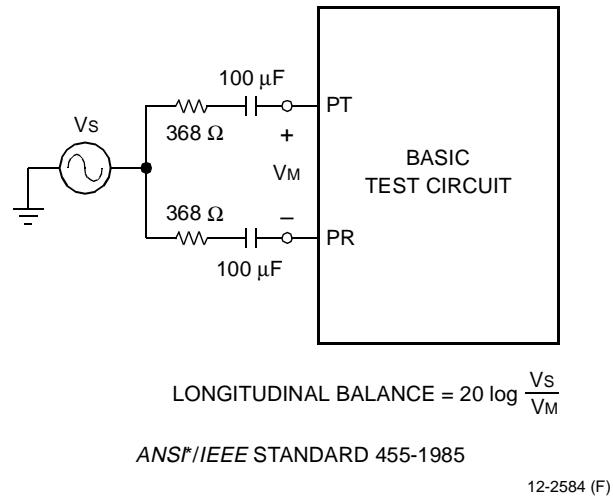 100 μF
PT
Vs
368 Ω
+
VM
BASIC
TEST CIRCUIT
368 Ω
–
PR
100 μF
LONGITUDINAL BALANCE = 20 log Vs/VM
ANSI*/IEEE STANDARD 455-1985
12-2584 (F)